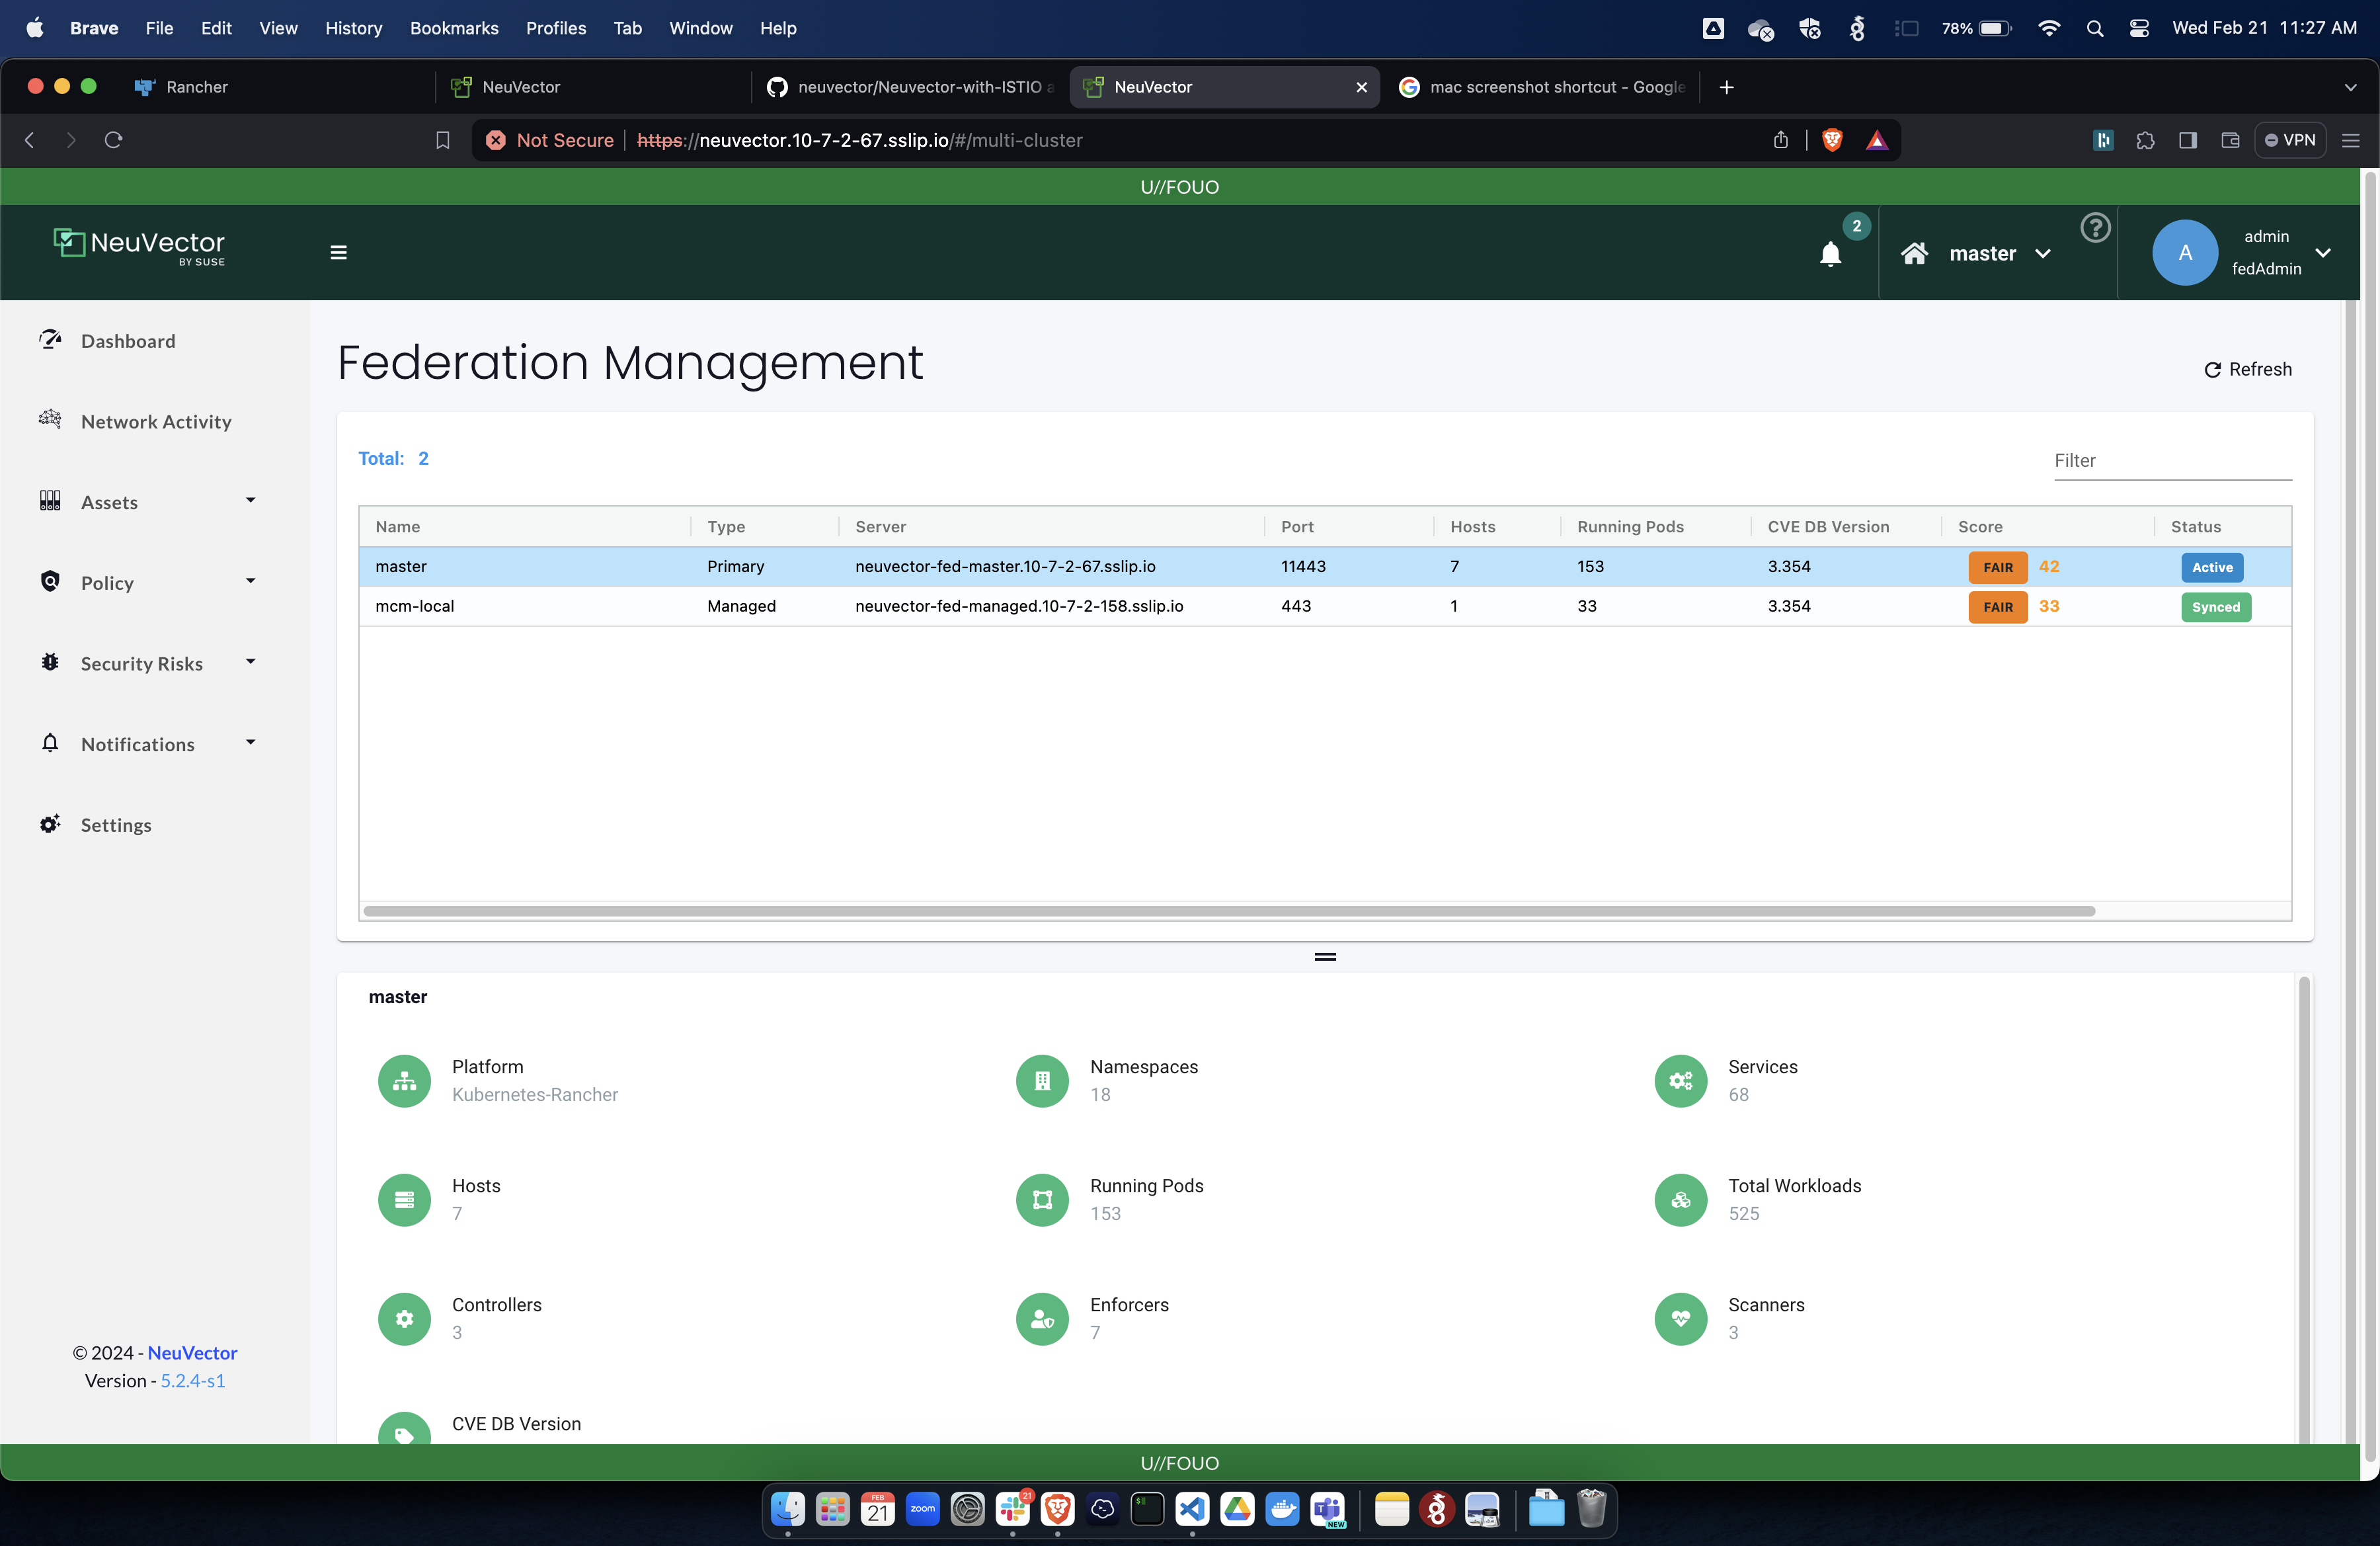 Brave File Edit View History Bookmarks Profiles Tab Window Help 78% Wed Feb 21 11:27 AM
Rancher NeuVector neuvector/Neuvector-with-ISTIO a NeuVector mac screenshot shortcut - Google
Not Secure https://neuvector.10-7-2-67.sslip.io/#/multi-cluster VPN
U//FOUO
NeuVector
BY SUSE
2
master
A
admin
fedAdmin
Dashboard
Network Activity
Assets
Policy
Security Risks
Notifications
Settings
© 2024 - NeuVector
Version - 5.2.4-s1
Federation Management
Refresh
Total: 2
Filter
Name Type Server Port Hosts Running Pods CVE DB Version Score Status
master Primary neuvector-fed-master.10-7-2-67.sslip.io 11443 7 153 3.354 FAIR 42 Active
mcm-local Managed neuvector-fed-managed.10-7-2-158.sslip.io 443 1 33 3.354 FAIR 33 Synced
master
Platform Namespaces Services
Kubernetes-Rancher 18 68
Hosts Running Pods Total Workloads
7 153 525
Controllers Enforcers Scanners
3 7 3
CVE DB Version
U//FOUO
FEB
21
zoom
21
NEW